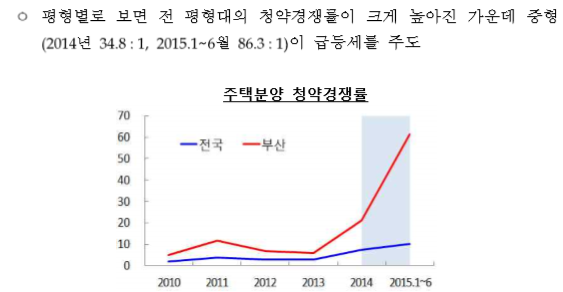 ○ 평형별로 보면 전 평형대의 청약경쟁률이 크게 높아진 가운데 중형
(2014년 34.8 : 1, 2015.1~6월 86.3 : 1)이 급등세를 주도
주택분양 청약경쟁률
70
60
50
40
30
20
10
0
전국 부산
2010 2011 2012 2013 2014 2015.1~6